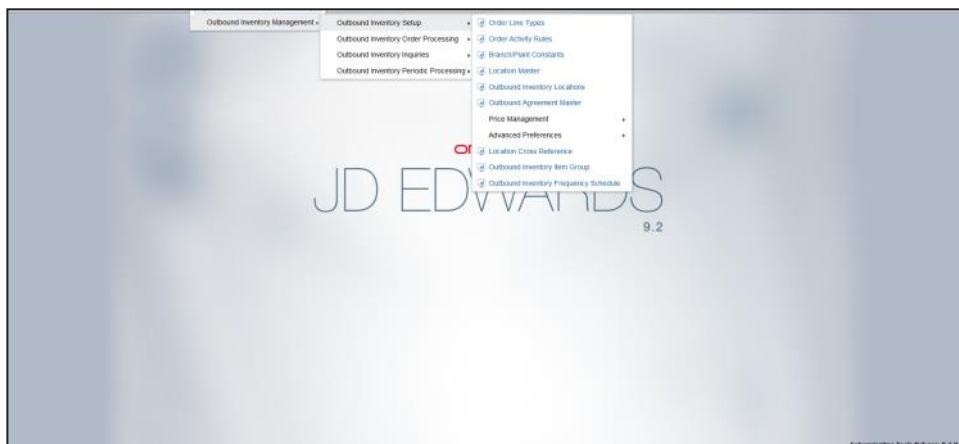 Outbound Inventory Management
Outbound Inventory Setup
Outbound Inventory Order Processing
Outbound Inventory Inquiries
Outbound Inventory Periodic Processing
Order Line Types
Order Activity Rules
Branch/Plant Constants
Location Master
Outbound Inventory Locations
Outbound Agreement Master
Price Management
Advanced Preferences
Location Cross Reference
Outbound Inventory Item Group
Outbound Inventory Frequency Schedule
JD EDWARDS
9.2